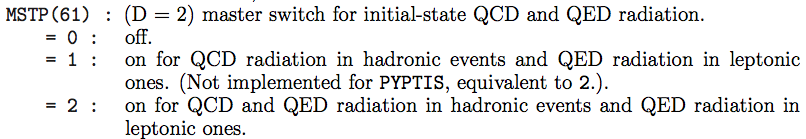 MSTP(61) : (D = 2) master switch for initial-state QCD and QED radiation.
= 0 : off.
= 1 : on for QCD radiation in hadronic events and QED radiation in leptonic
ones. (Not implemented for PYPTIS, equivalent to 2.).
= 2 : on for QCD and QED radiation in hadronic events and QED radiation in
leptonic ones.